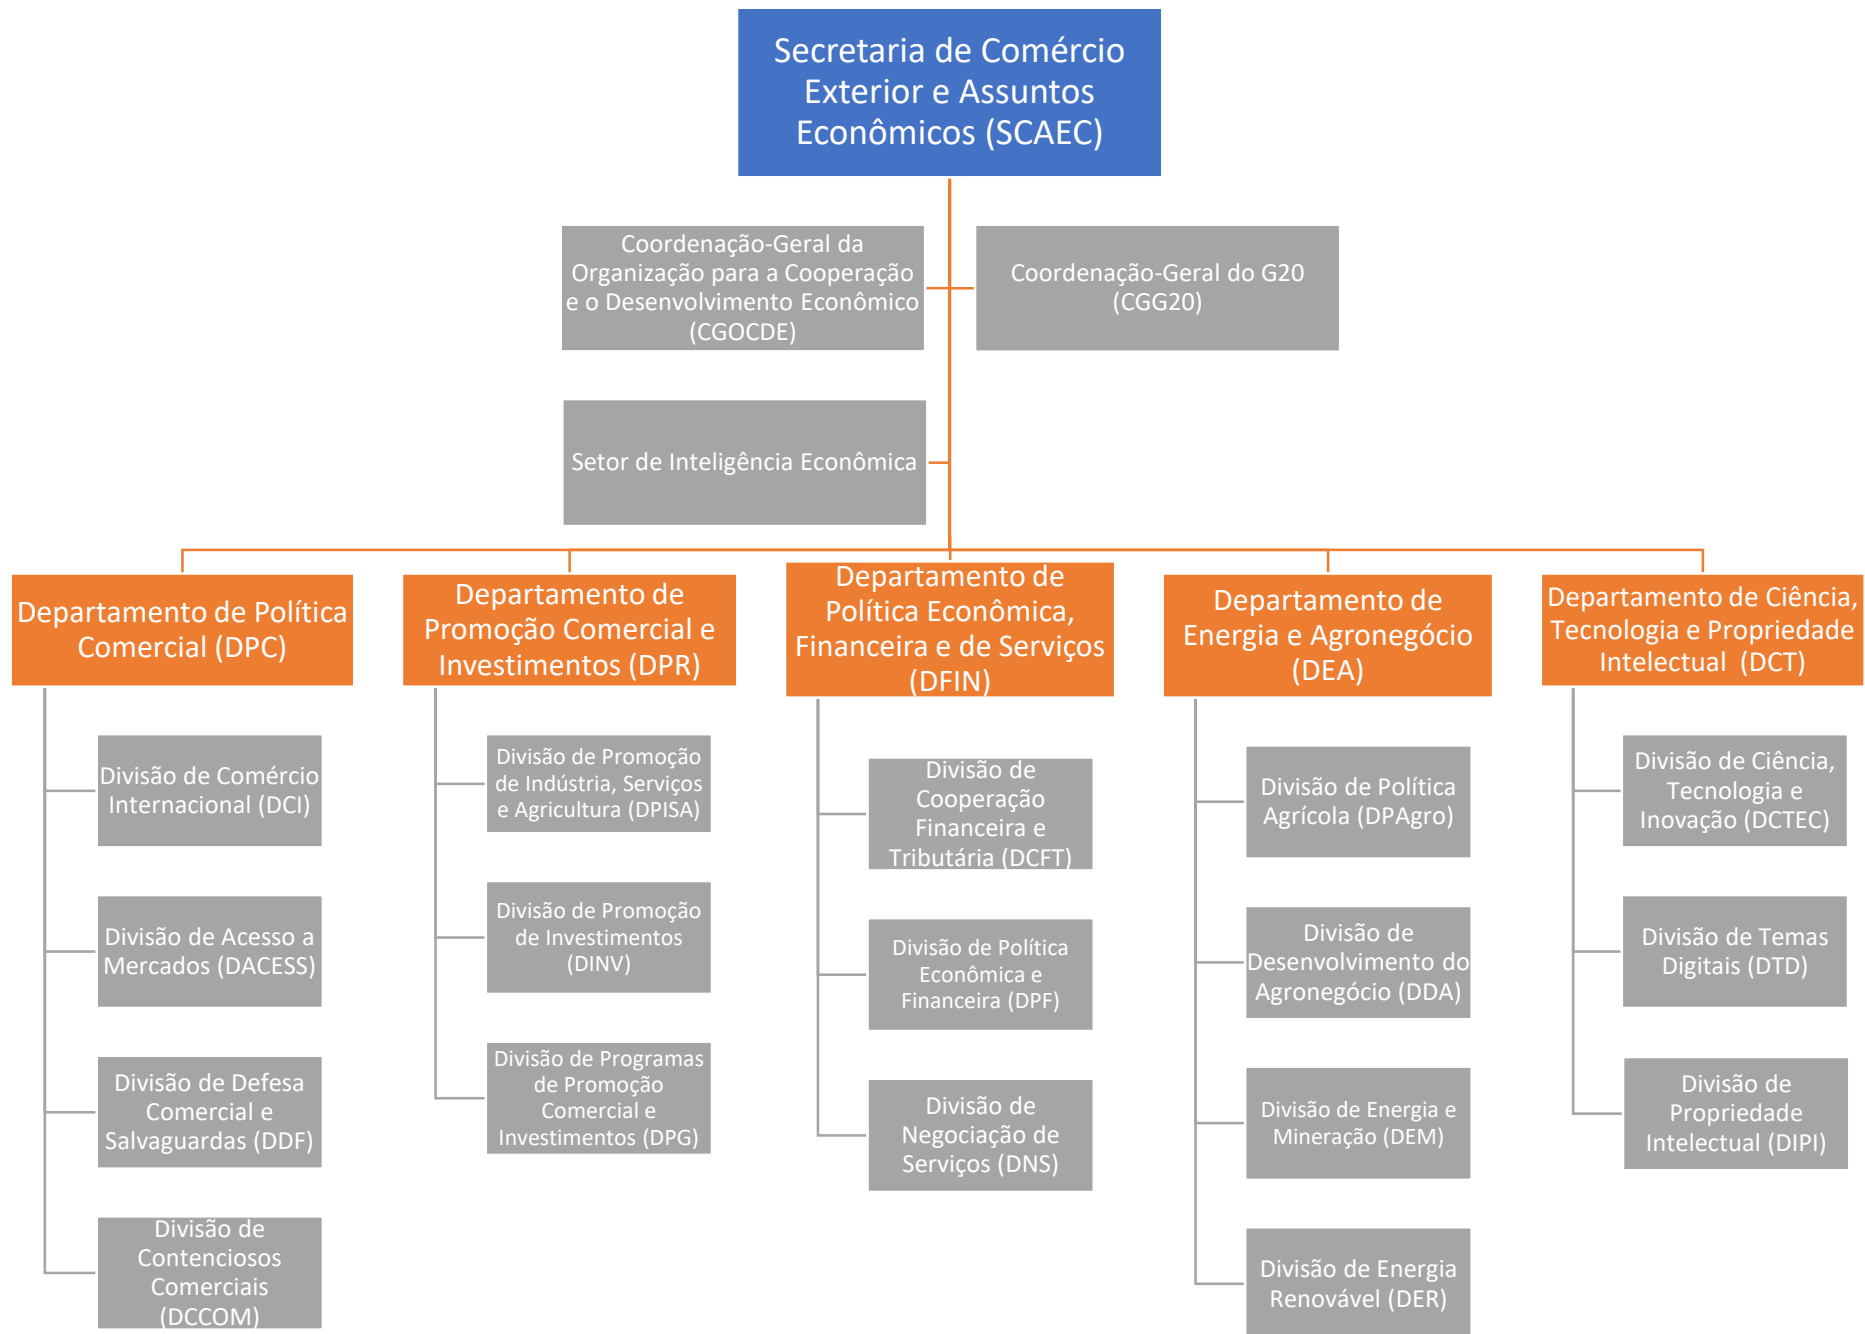 Secretaria de Comércio
Exterior e Assuntos
Econômicos (SCAEC)
Coordenação-Geral da
Organização para a Cooperação
e o Desenvolvimento Econômico
(CGOCDE)
Coordenação-Geral do G20
(CGG20)
Setor de Inteligência Econômica
Departamento de Política
Comercial (DPC)
Divisão de Comércio
Internacional (DCI)
Divisão de Acesso a
Mercados (DACESS)
Divisão de Defesa
Comercial e
Salvaguardas (DDF)
Divisão de
Contenciosos
Comerciais
(DCCOM)
Departamento de
Promoção Comercial e
Investimentos (DPR)
Divisão de Promoção
de Indústria, Serviços
e Agricultura (DPISA)
Divisão de Promoção
de Investimentos
(DINV)
Divisão de Programas
de Promoção
Comercial e
Investimentos (DPG)
Departamento de
Política Econômica,
Financeira e de Serviços
(DFIN)
Divisão de
Cooperação
Financeira e
Tributária (DCFT)
Divisão de Política
Econômica e
Financeira (DPF)
Divisão de
Negociação de
Serviços (DNS)
Departamento de
Energia e Agronegócio
(DEA)
Divisão de Política
Agrícola (DPAgro)
Divisão de
Desenvolvimento do
Agronegócio (DDA)
Divisão de Energia e
Mineração (DEM)
Divisão de Energia
Renovável (DER)
Departamento de Ciência,
Tecnologia e Propriedade
Intelectual (DCT)
Divisão de Ciência,
Tecnologia e
Inovação (DCTEC)
Divisão de Temas
Digitais (DTD)
Divisão de
Propriedade
Intelectual (DIPI)